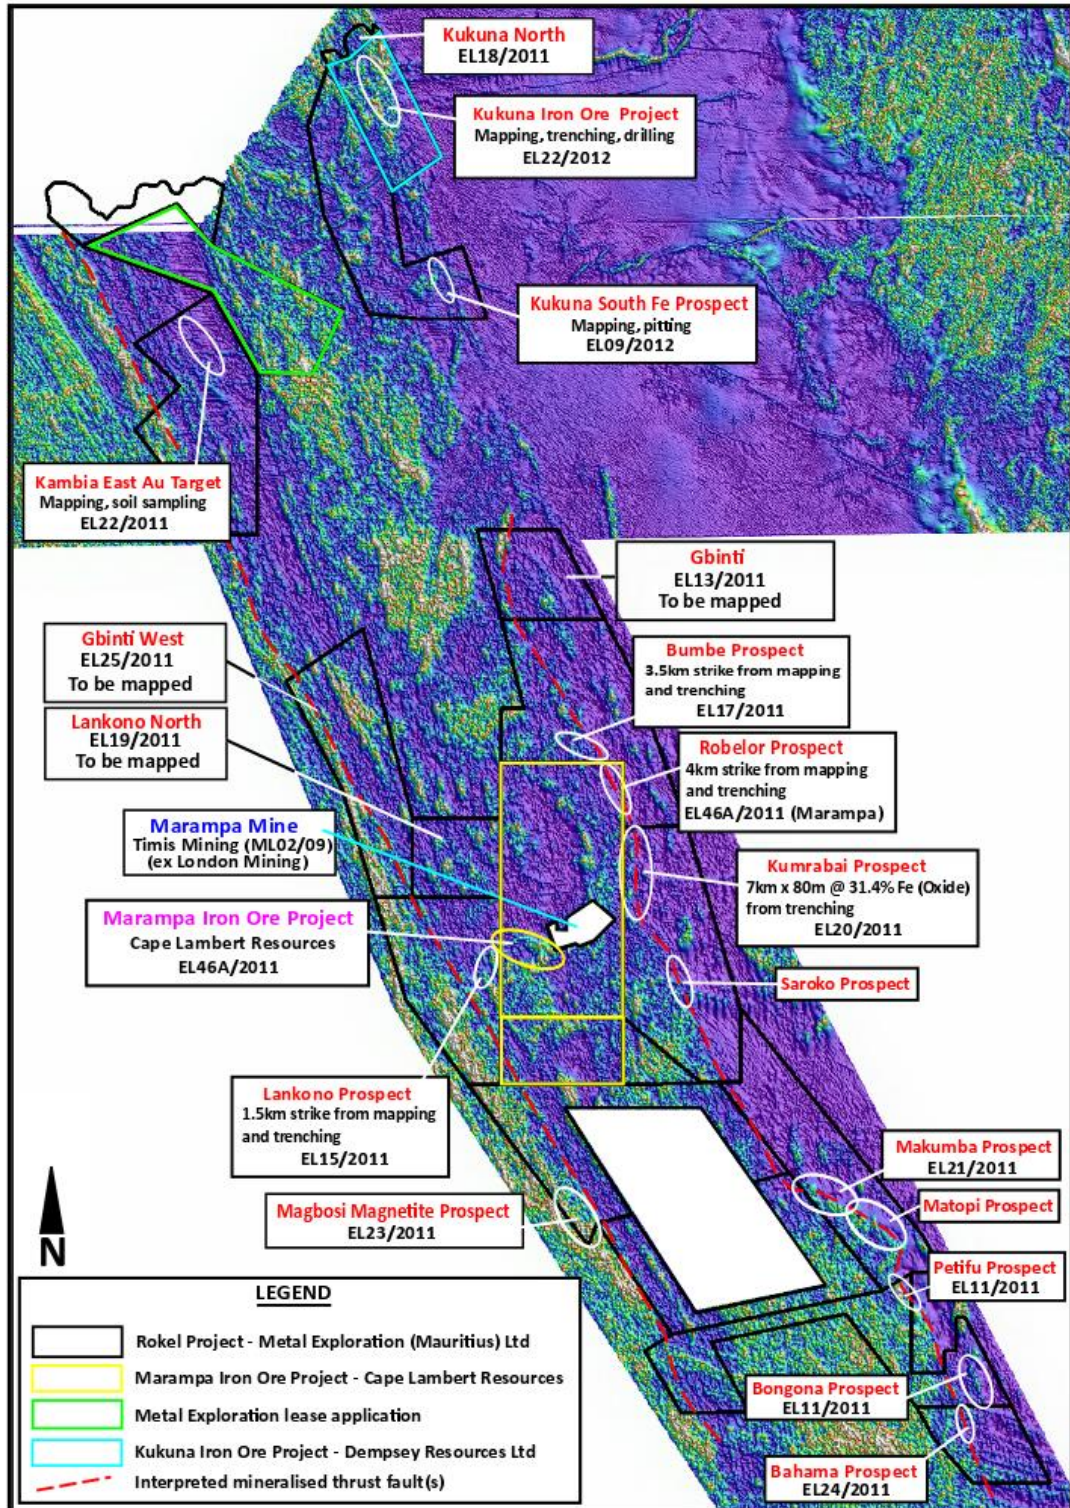 Kukuna North
EL18/2011
Kukuna Iron Ore Project
Mapping, trenching, drilling
EL22/2012
Kukuna South Fe Prospect
Mapping, pitting
EL09/2012
Kambia East Au Target
Mapping, soil sampling
EL22/2011
Gbinti
EL13/2011
To be mapped
Gbinti West
EL25/2011
To be mapped
Bumbe Prospect
3.5km strike from mapping
and trenching
EL17/2011
Lankono North
EL19/2011
To be mapped
Robelor Prospect
4km strike from mapping
and trenching
EL46A/2011 (Marampa)
Marampa Mine
Timis Mining (ML02/09)
(ex London Mining)
Kumrabai Prospect
7km x 80m @ 31.4% Fe (Oxide)
from trenching
EL20/2011
Marampa Iron Ore Project
Cape Lambert Resources
EL46A/2011
Saroko Prospect
Lankono Prospect
1.5km strike from mapping
and trenching
EL15/2011
Makumba Prospect
EL21/2011
Matopi Prospect
Magbosi Magnetite Prospect
EL23/2011
Petifu Prospect
EL11/2011
Bongona Prospect
EL11/2011
Bahama Prospect
EL24/2011
N
LEGEND
Rokel Project - Metal Exploration (Mauritius) Ltd
Marampa Iron Ore Project - Cape Lambert Resources
Metal Exploration lease application
Kukuna Iron Ore Project - Dempsey Resources Ltd
Interpreted mineralised thrust fault(s)